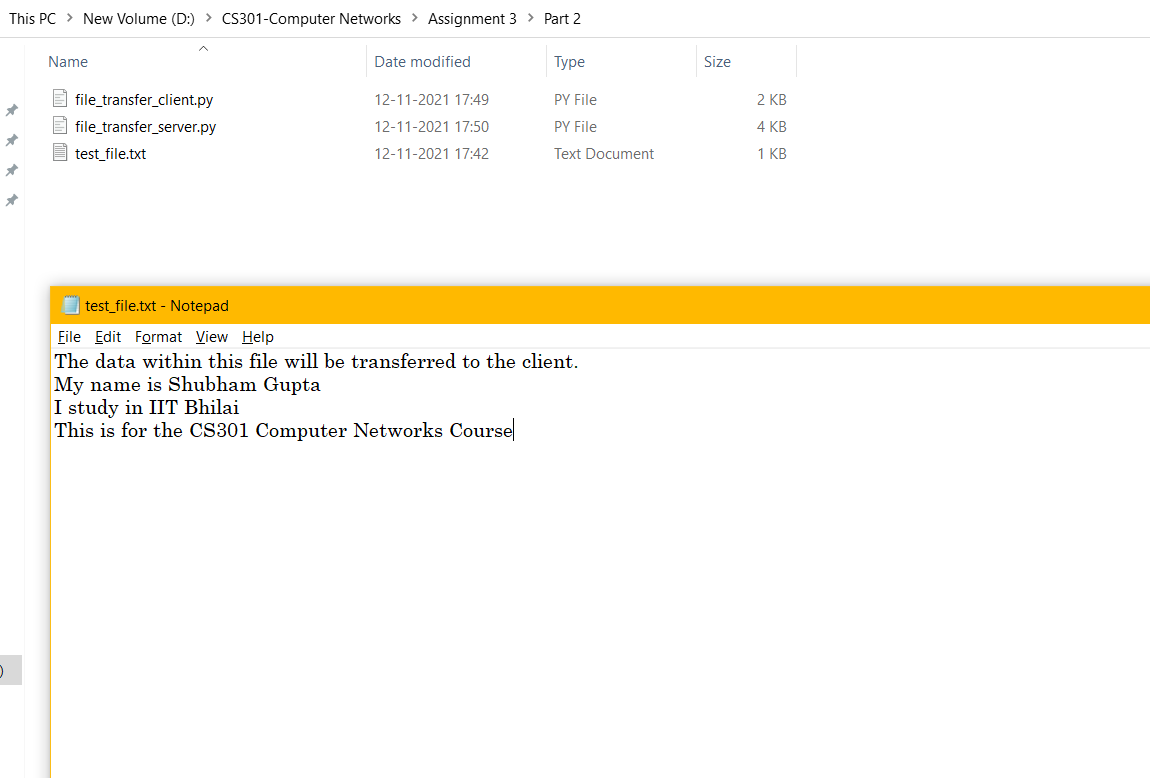 This PC > New Volume (D:) > CS301-Computer Networks > Assignment 3 > Part 2
Name Date modified Type Size
file_transfer_client.py 12-11-2021 17:49 PY File 2 KB
file_transfer_server.py 12-11-2021 17:50 PY File 4 KB
test_file.txt 12-11-2021 17:42 Text Document 1 KB
test_file.txt - Notepad
File Edit Format View Help
The data within this file will be transferred to the client.
My name is Shubham Gupta
I study in IIT Bhilai
This is for the CS301 Computer Networks Course
)